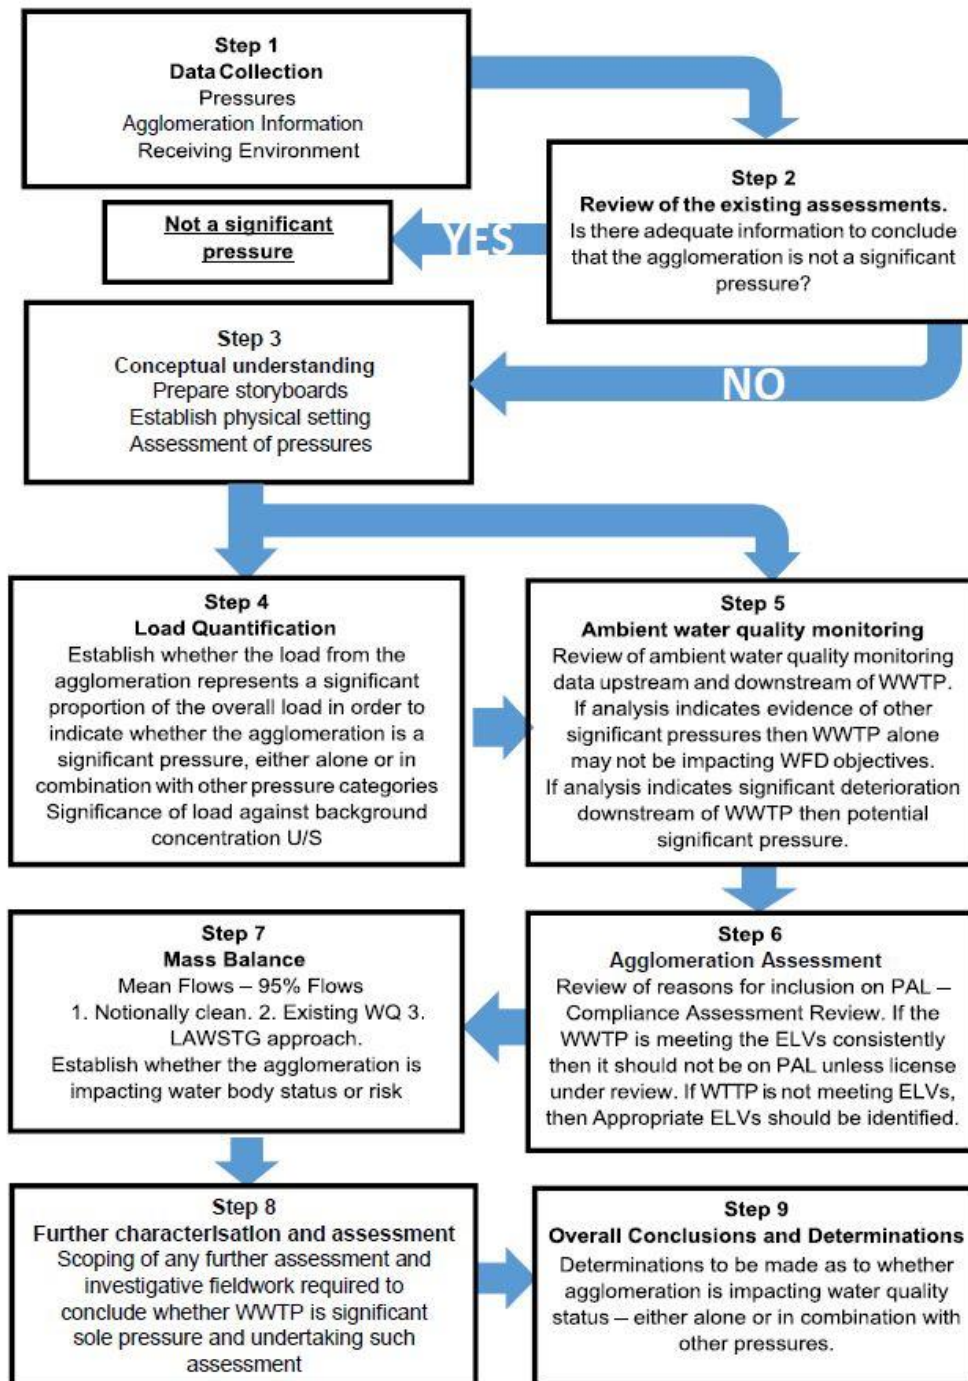 Step 1
Data Collection
Pressures
Agglomeration Information
Receiving Environment
Step 2
Review of the existing assessments.
Is there adequate information to conclude
that the agglomeration is not a significant
pressure?
YES
Not a significant
pressure
NO
Step 3
Conceptual understanding
Prepare storyboards
Establish physical setting
Assessment of pressures
Step 4
Load Quantification
Establish whether the load from the
agglomeration represents a significant
proportion of the overall load in order to
indicate whether the agglomeration is a
significant pressure, either alone or in
combination with other pressure categories
Significance of load against background
concentration U/S
Step 5
Ambient water quality monitoring
Review of ambient water quality monitoring
data upstream and downstream of WWTP.
If analysis indicates evidence of other
significant pressures then WWTP alone
may not be impacting WFD objectives.
If analysis indicates significant deterioration
downstream of WWTP then potential
significant pressure.
Step 6
Agglomeration Assessment
Review of reasons for inclusion on PAL –
Compliance Assessment Review. If the
WWTP is meeting the ELVs consistently
then it should not be on PAL unless license
under review. If WTTP is not meeting ELVs,
then Appropriate ELVs should be identified.
Step 7
Mass Balance
Mean Flows – 95% Flows
1. Notionally clean. 2. Existing WQ 3.
LAWSTG approach.
Establish whether the agglomeration is
impacting water body status or risk
Step 8
Further characterisation and assessment
Scoping of any further assessment and
investigative fieldwork required to
conclude whether WWTP is significant
sole pressure and undertaking such
assessment
Step 9
Overall Conclusions and Determinations
Determinations to be made as to whether
agglomeration is impacting water quality
status – either alone or in combination with
other pressures.